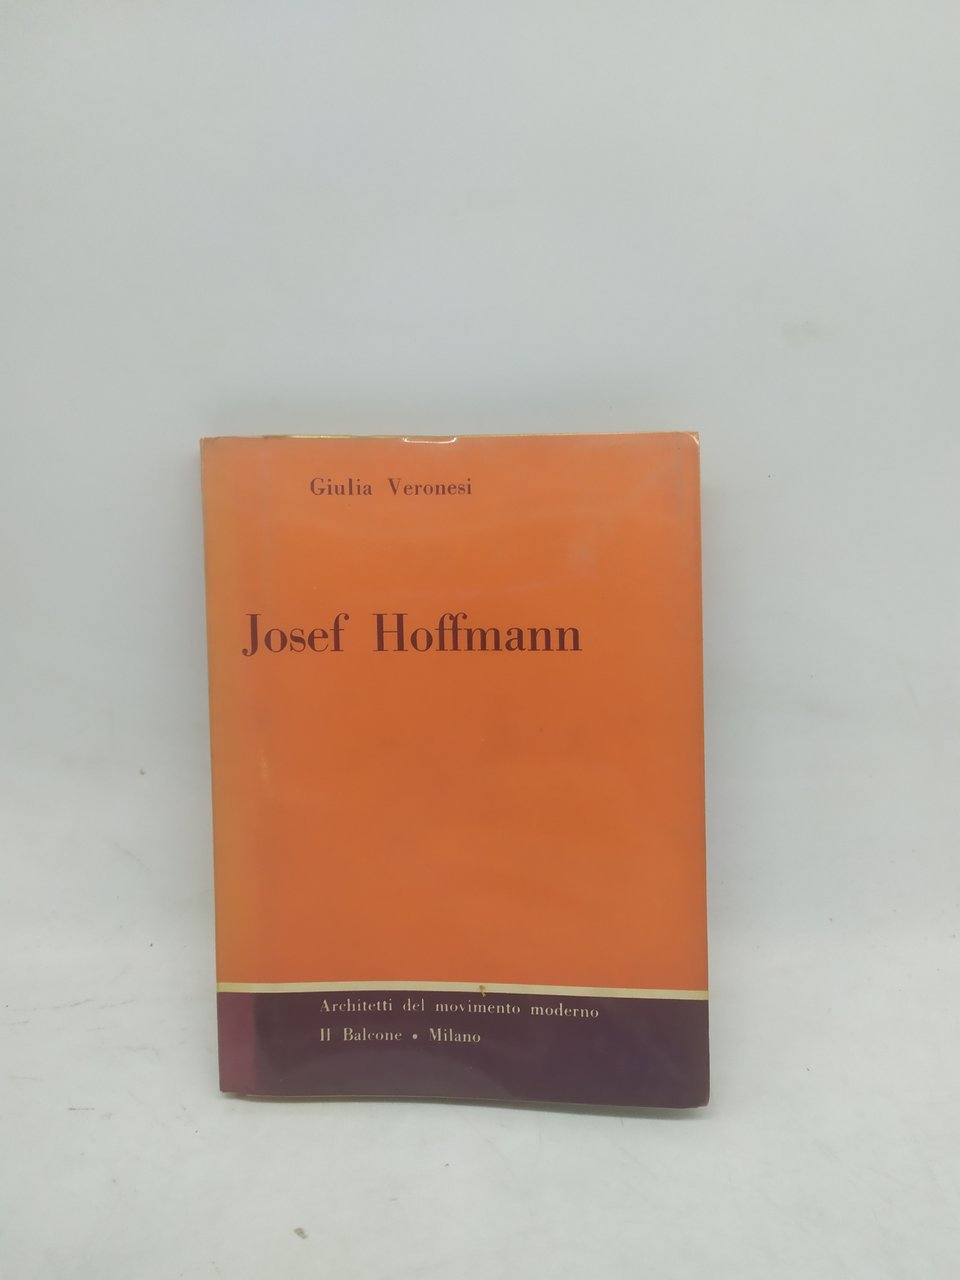 Giulia Veronesi
Josef Hoffmann
Architetti del movimento moderno
Il Balcone • Milano